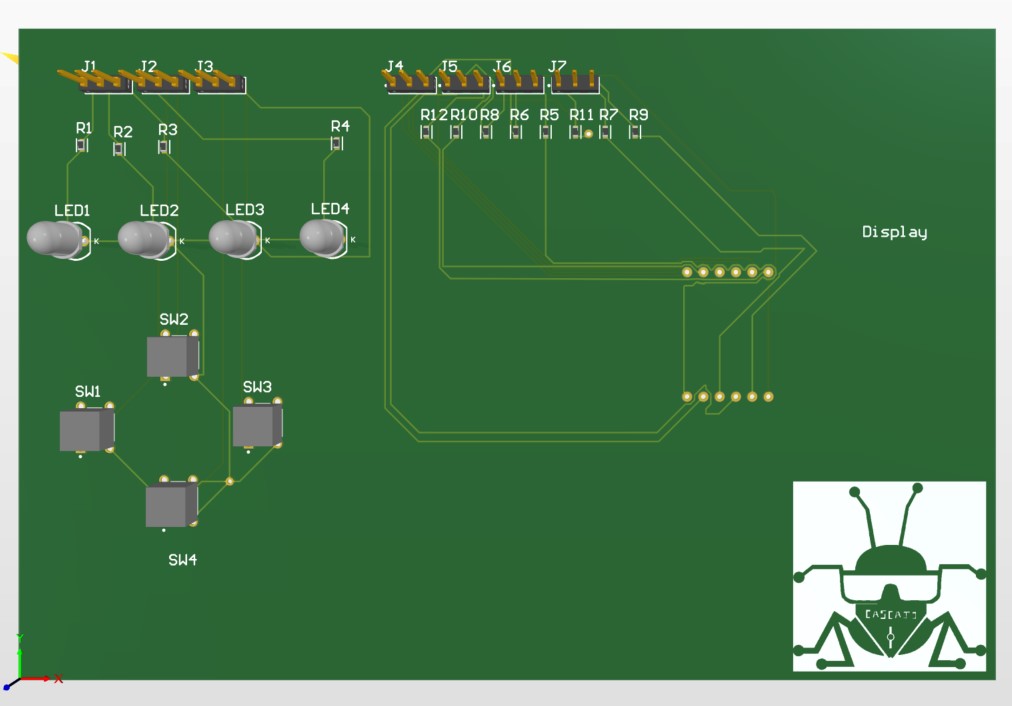 J1 J2 J3 J4 J5 J6 J7
R1 R2 R3 R4 R12 R10 R8 R6 R5 R11 R7 R9
LED1 LED2 LED3 LED4
K K K K
Display
SW2
SW1 SW3
SW4
Y
X